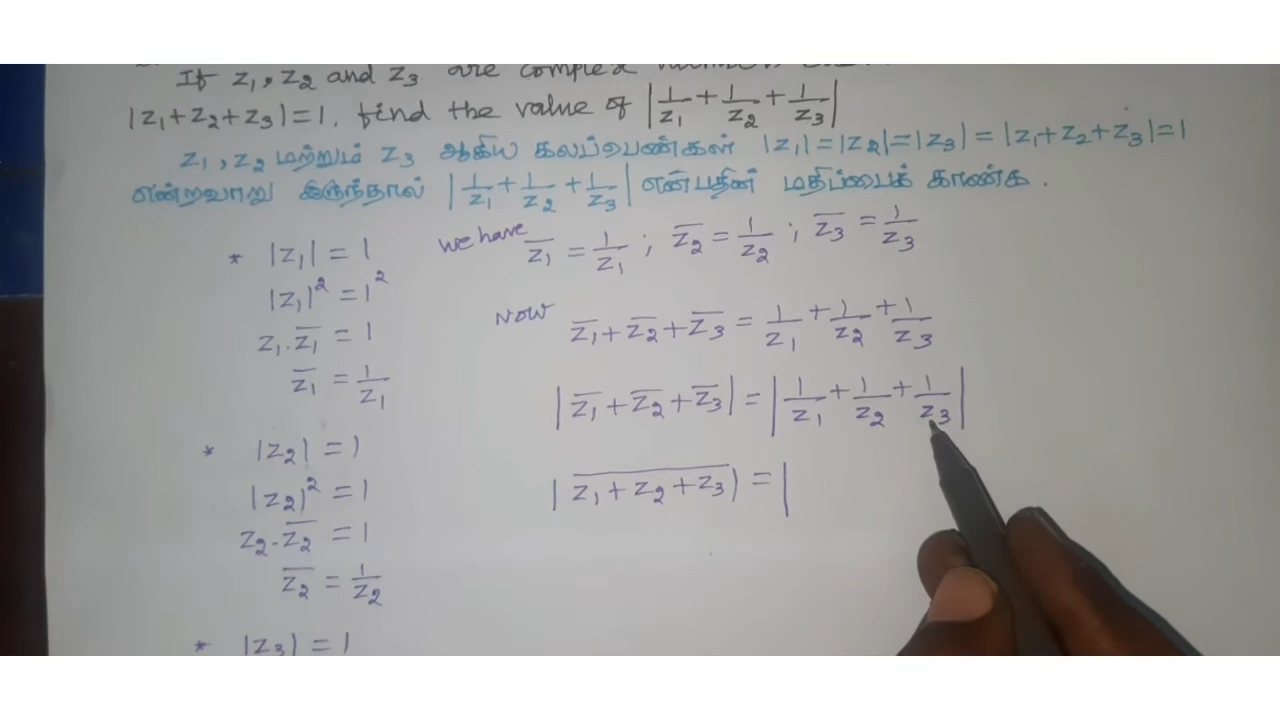 If z₁, z₂ and z₃ are complex
|z₁+z₂+z₃|=1, find the value of |1/z₁ + 1/z₂ + 1/z₃|
z₁, z₂ மற்றும் z₃ ஆகிய கலப்பெண்கள் |z₁|=|z₂|=|z₃|=|z₁+z₂+z₃|=1
என்றவாறு இருந்தால் |1/z₁ + 1/z₂ + 1/z₃| என்பதின் மதிப்பைக் காண்க.
* |z₁| = 1
|z₁|² = 1²
z₁.z̅₁ = 1
z̅₁ = 1/z₁
* |z₂| = 1
|z₂|² = 1
z₂.z̅₂ = 1
z̅₂ = 1/z₂
* |z₃| = 1
we have z̅₁ = 1/z₁ ; z̅₂ = 1/z₂ ; z̅₃ = 1/z₃
Now z̅₁ + z̅₂ + z̅₃ = 1/z₁ + 1/z₂ + 1/z₃
|z̅₁ + z̅₂ + z̅₃| = |1/z₁ + 1/z₂ + 1/z₃|
|z̅₁̅ ̅+̅ ̅z̅₂̅ ̅+̅ ̅z̅₃̅| = |